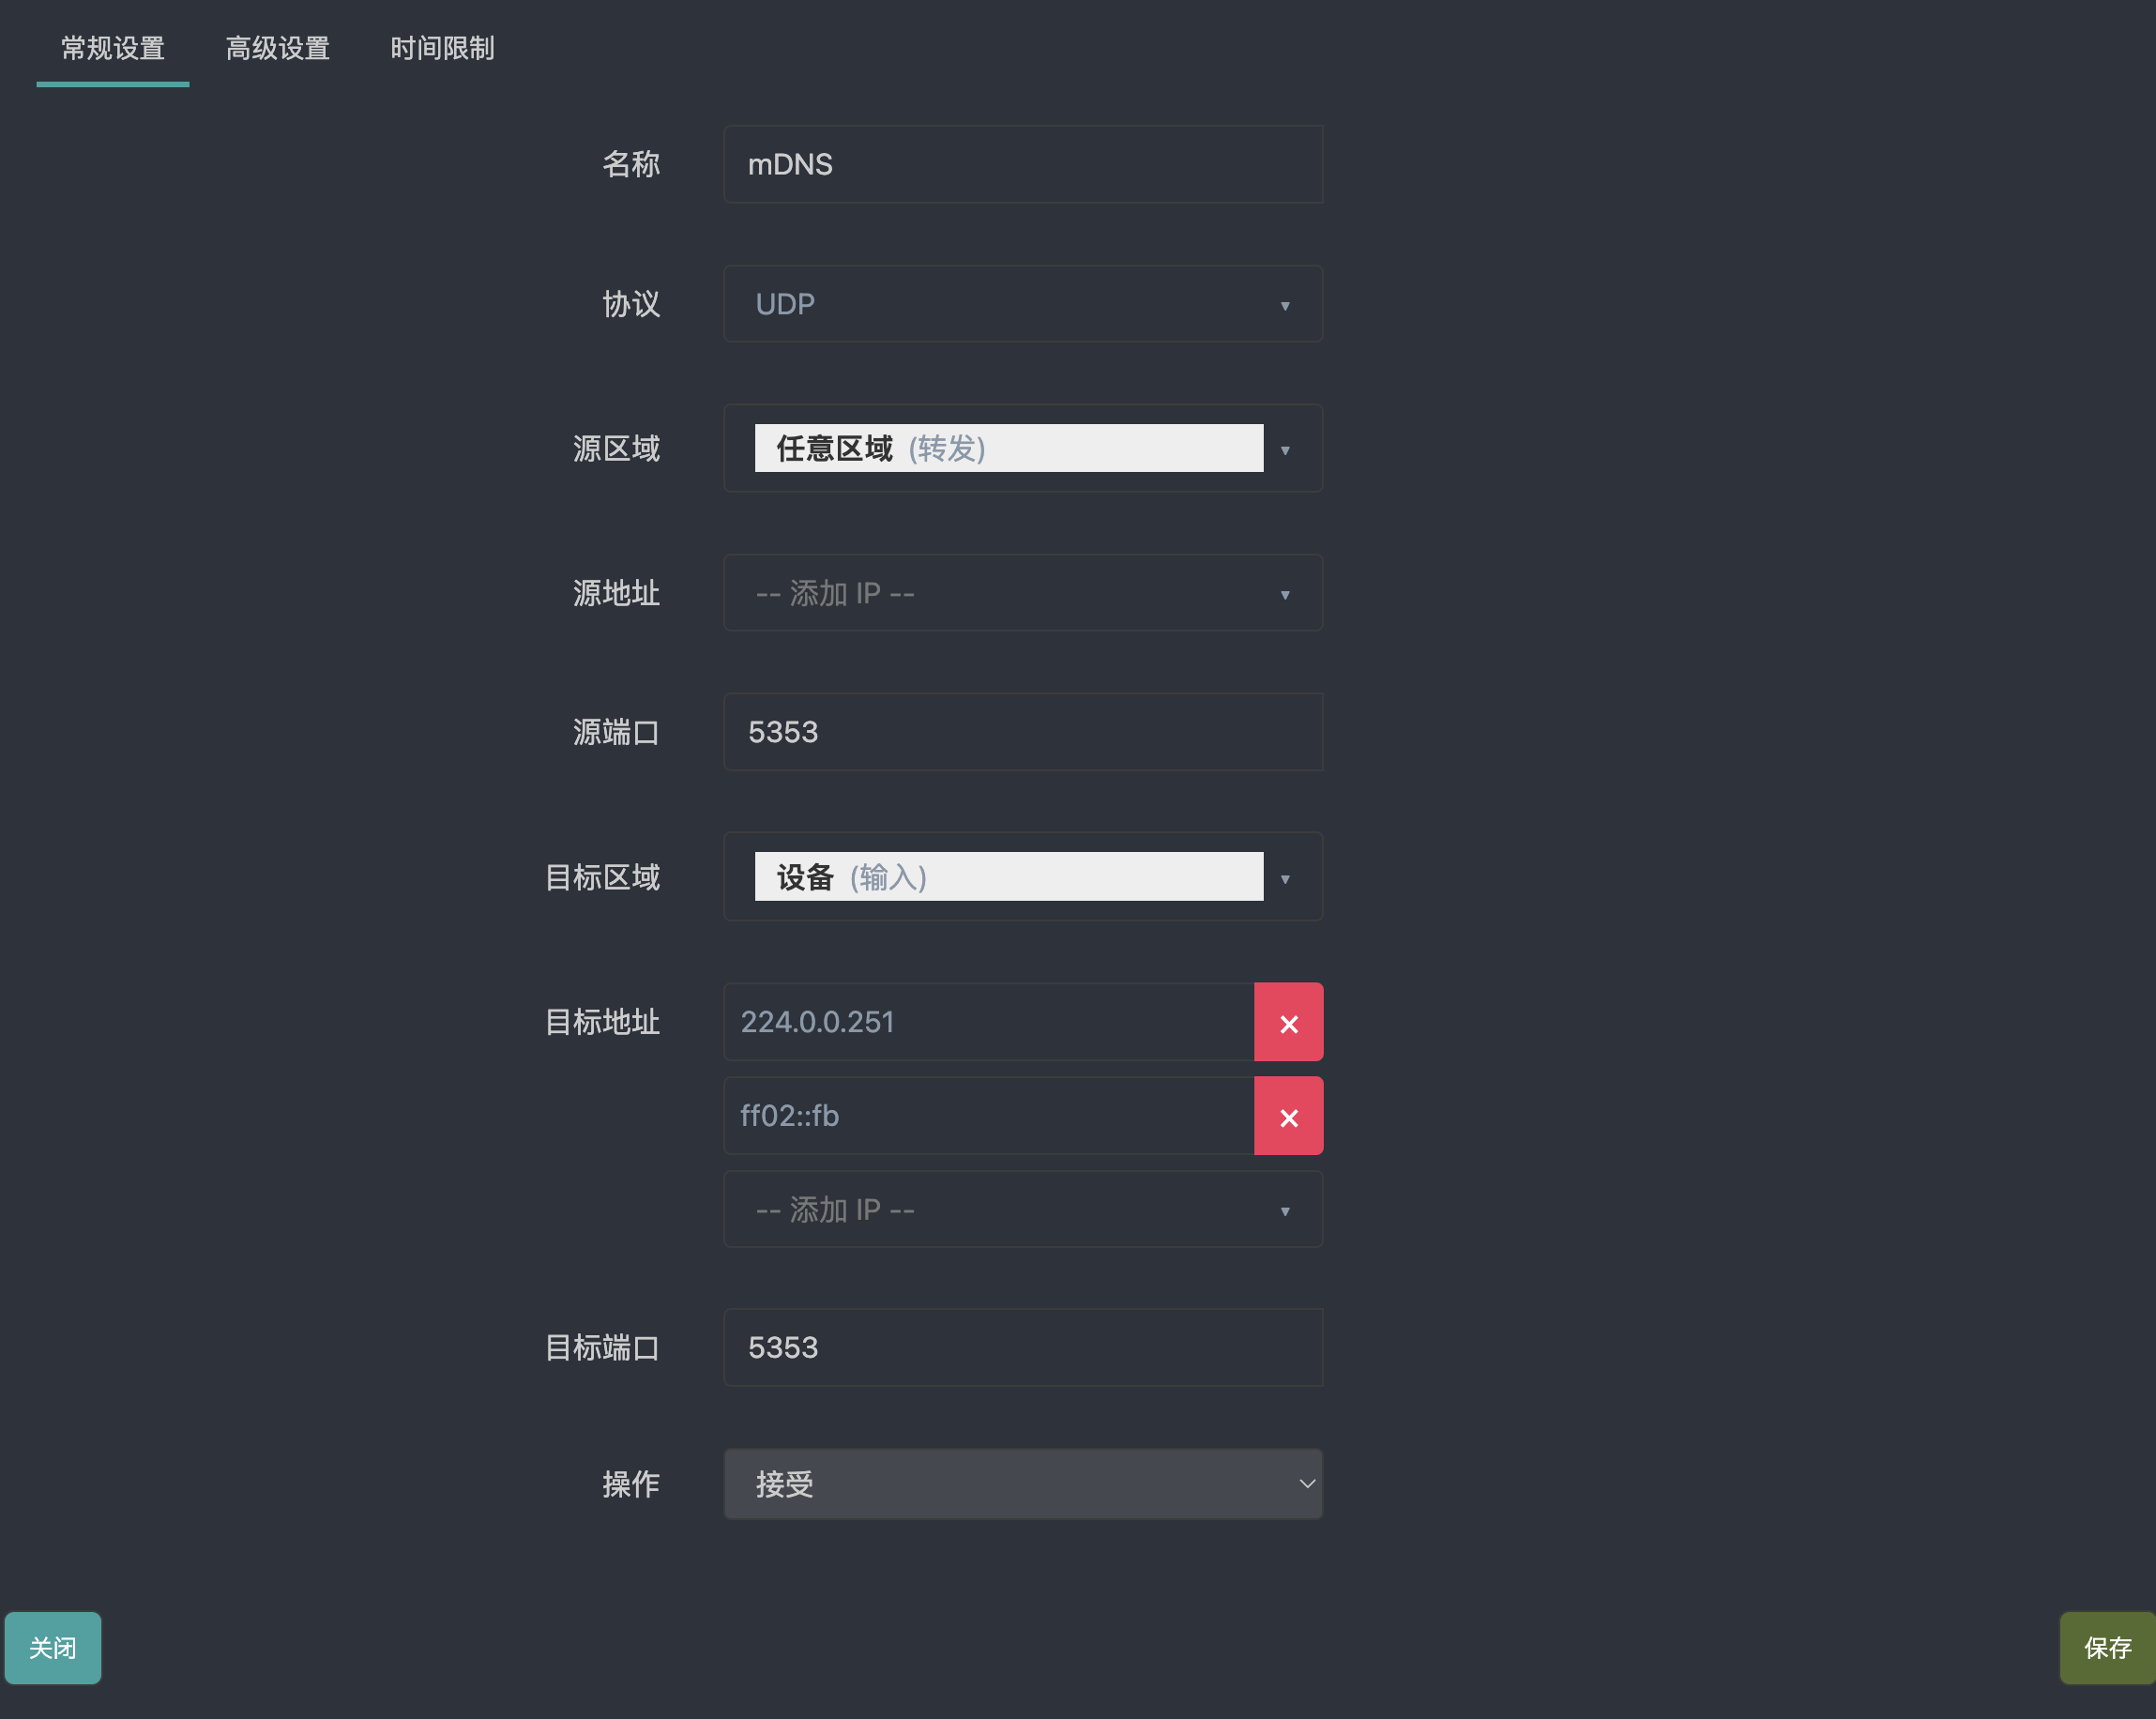 常规设置 高级设置 时间限制
名称 mDNS
协议 UDP
源区域 任意区域 (转发)
源地址 -- 添加 IP --
源端口 5353
目标区域 设备 (输入)
目标地址 224.0.0.251
ff02::fb
-- 添加 IP --
目标端口 5353
操作 接受
关闭 保存